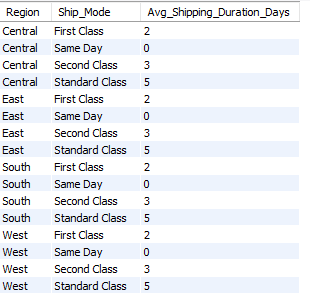 Region Ship_Mode Avg_Shipping_Duration_Days
Central First Class 2
Central Same Day 0
Central Second Class 3
Central Standard Class 5
East First Class 2
East Same Day 0
East Second Class 3
East Standard Class 5
South First Class 2
South Same Day 0
South Second Class 3
South Standard Class 5
West First Class 2
West Same Day 0
West Second Class 3
West Standard Class 5